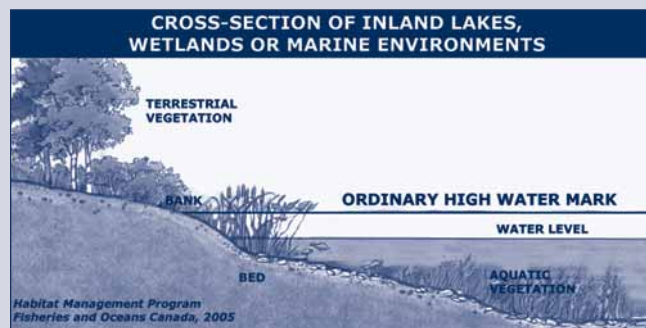 CROSS-SECTION OF INLAND LAKES,
WETLANDS OR MARINE ENVIRONMENTS
TERRESTRIAL
VEGETATION
BANK
ORDINARY HIGH WATER MARK
WATER LEVEL
BED
AQUATIC
VEGETATION
Habitat Management Program
Fisheries and Oceans Canada, 2005